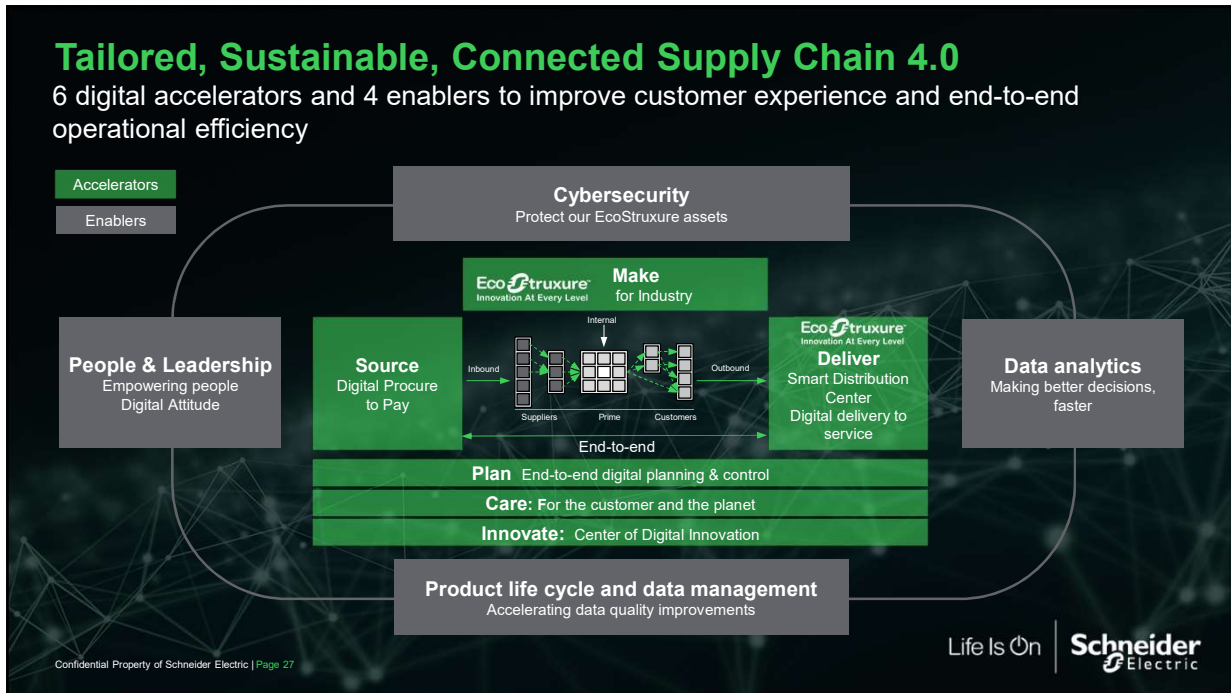 Tailored, Sustainable, Connected Supply Chain 4.0
6 digital accelerators and 4 enablers to improve customer experience and end-to-end
operational efficiency
Accelerators
Enablers
Cybersecurity
Protect our EcoStruxure assets
EcoStruxure™
Innovation At Every Level
Make
for Industry
People & Leadership
Empowering people
Digital Attitude
Source
Digital Procure
to Pay
Internal
Inbound
Outbound
Suppliers
Prime
Customers
End-to-end
EcoStruxure™
Innovation At Every Level
Deliver
Smart Distribution
Center
Digital delivery to
service
Data analytics
Making better decisions,
faster
Plan End-to-end digital planning & control
Care: For the customer and the planet
Innovate: Center of Digital Innovation
Product life cycle and data management
Accelerating data quality improvements
Confidential Property of Schneider Electric | Page 27
Life Is On
Schneider
Electric